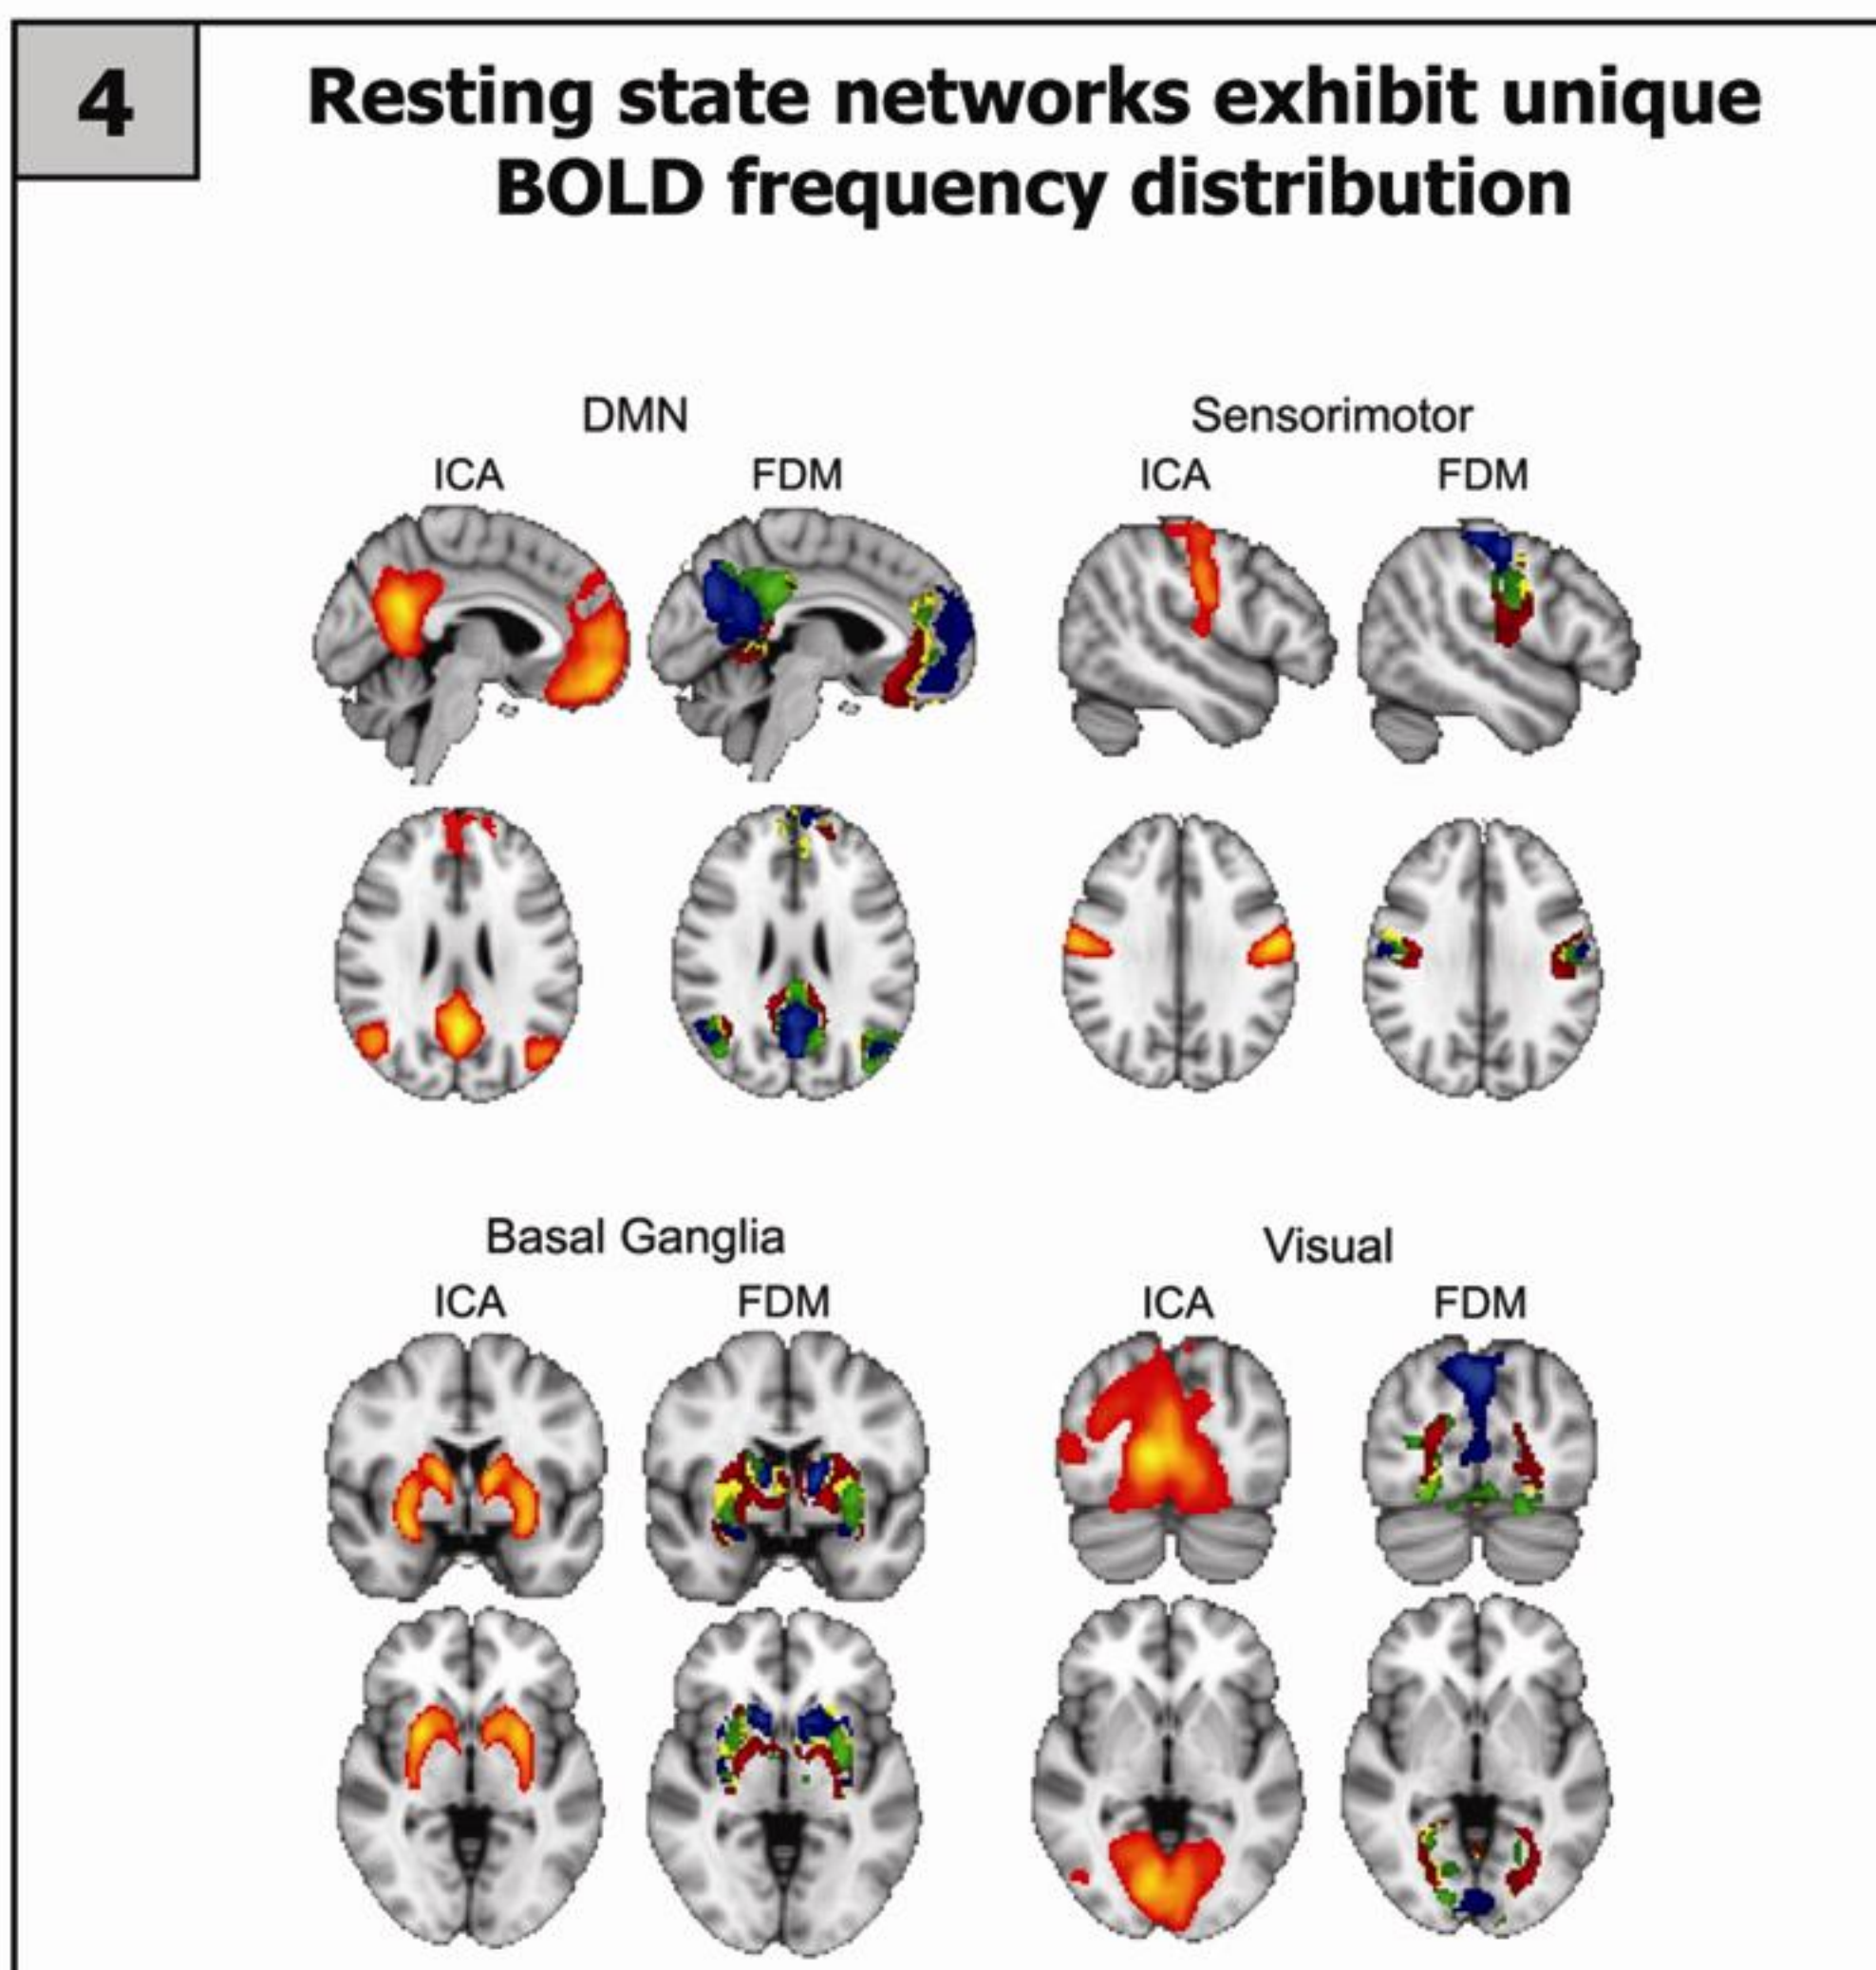 4
Resting state networks exhibit unique
BOLD frequency distribution
DMN
ICA FDM
Sensorimotor
ICA FDM
Basal Ganglia
ICA FDM
Visual
ICA FDM